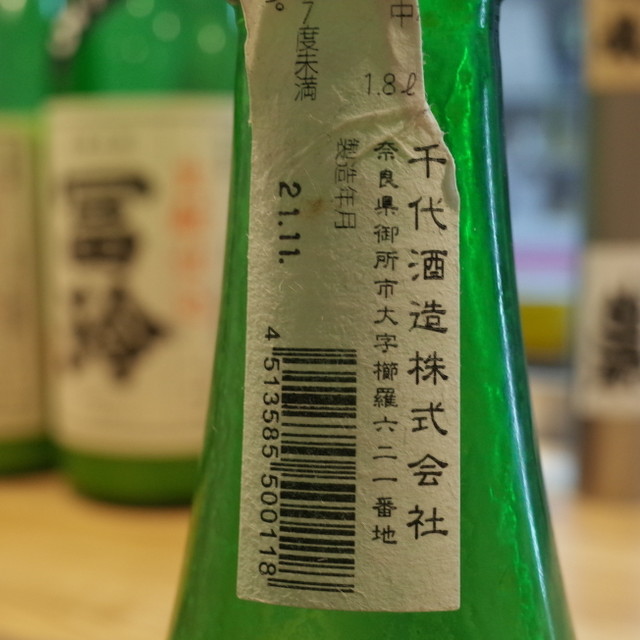 千代酒造株式会社
奈良県御所市大字櫛羅六二一番地
中
1.8ℓ
製造年月
7度未満
21.11.
4 513585 500118
冨玲